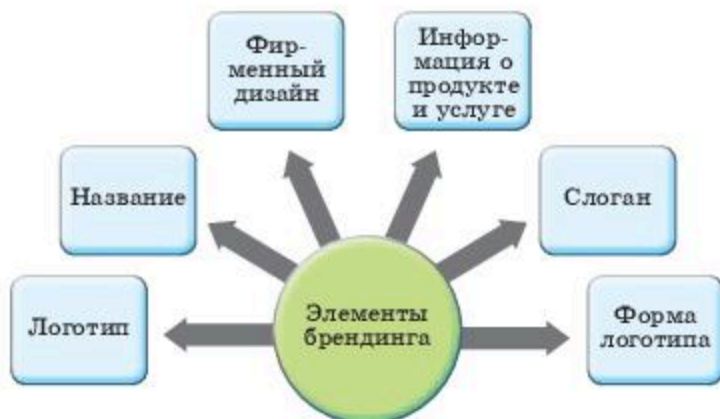 Фир-
менный
дизайн
Инфор-
мация о
продукте
и услуге
Название
Слоган
Логотип
Элементы
брендинга
Форма
логотипа